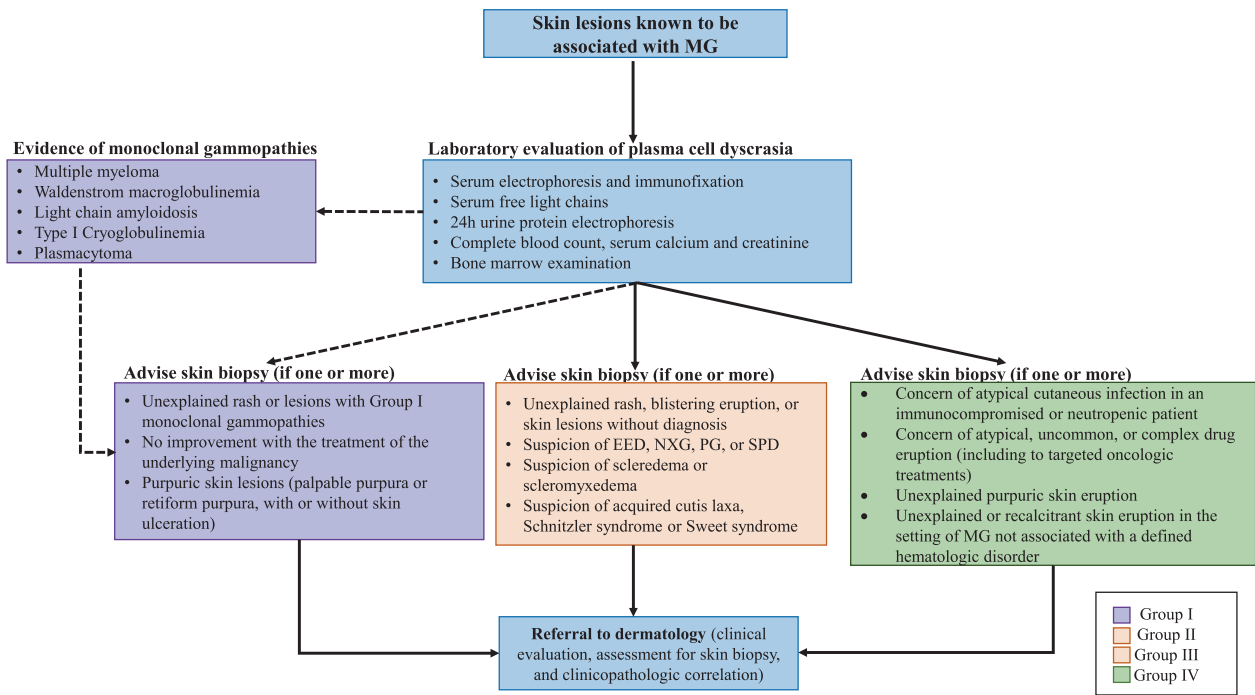 Skin lesions known to be
associated with MG
Evidence of monoclonal gammopathies
• Multiple myeloma
• Waldenstrom macroglobulinemia
• Light chain amyloidosis
• Type I Cryoglobulinemia
• Plasmacytoma
Laboratory evaluation of plasma cell dyscrasia
• Serum electrophoresis and immunofixation
• Serum free light chains
• 24h urine protein electrophoresis
• Complete blood count, serum calcium and creatinine
• Bone marrow examination
Advise skin biopsy (if one or more)
• Unexplained rash or lesions with Group I
monoclonal gammopathies
• No improvement with the treatment of the
underlying malignancy
• Purpuric skin lesions (palpable purpura or
retiform purpura, with or without skin
ulceration)
Advise skin biopsy (if one or more)
• Unexplained rash, blistering eruption, or
skin lesions without diagnosis
• Suspicion of EED, NXG, PG, or SPD
• Suspicion of scleredema or
scleromyxedema
• Suspicion of acquired cutis laxa,
Schnitzler syndrome or Sweet syndrome
Advise skin biopsy (if one or more)
• Concern of atypical cutaneous infection in an
immunocompromised or neutropenic patient
• Concern of atypical, uncommon, or complex drug
eruption (including to targeted oncologic
treatments)
• Unexplained purpuric skin eruption
• Unexplained or recalcitrant skin eruption in the
setting of MG not associated with a defined
hematologic disorder
Referral to dermatology (clinical
evaluation, assessment for skin biopsy,
and clinicopathologic correlation)
Group I
Group II
Group III
Group IV